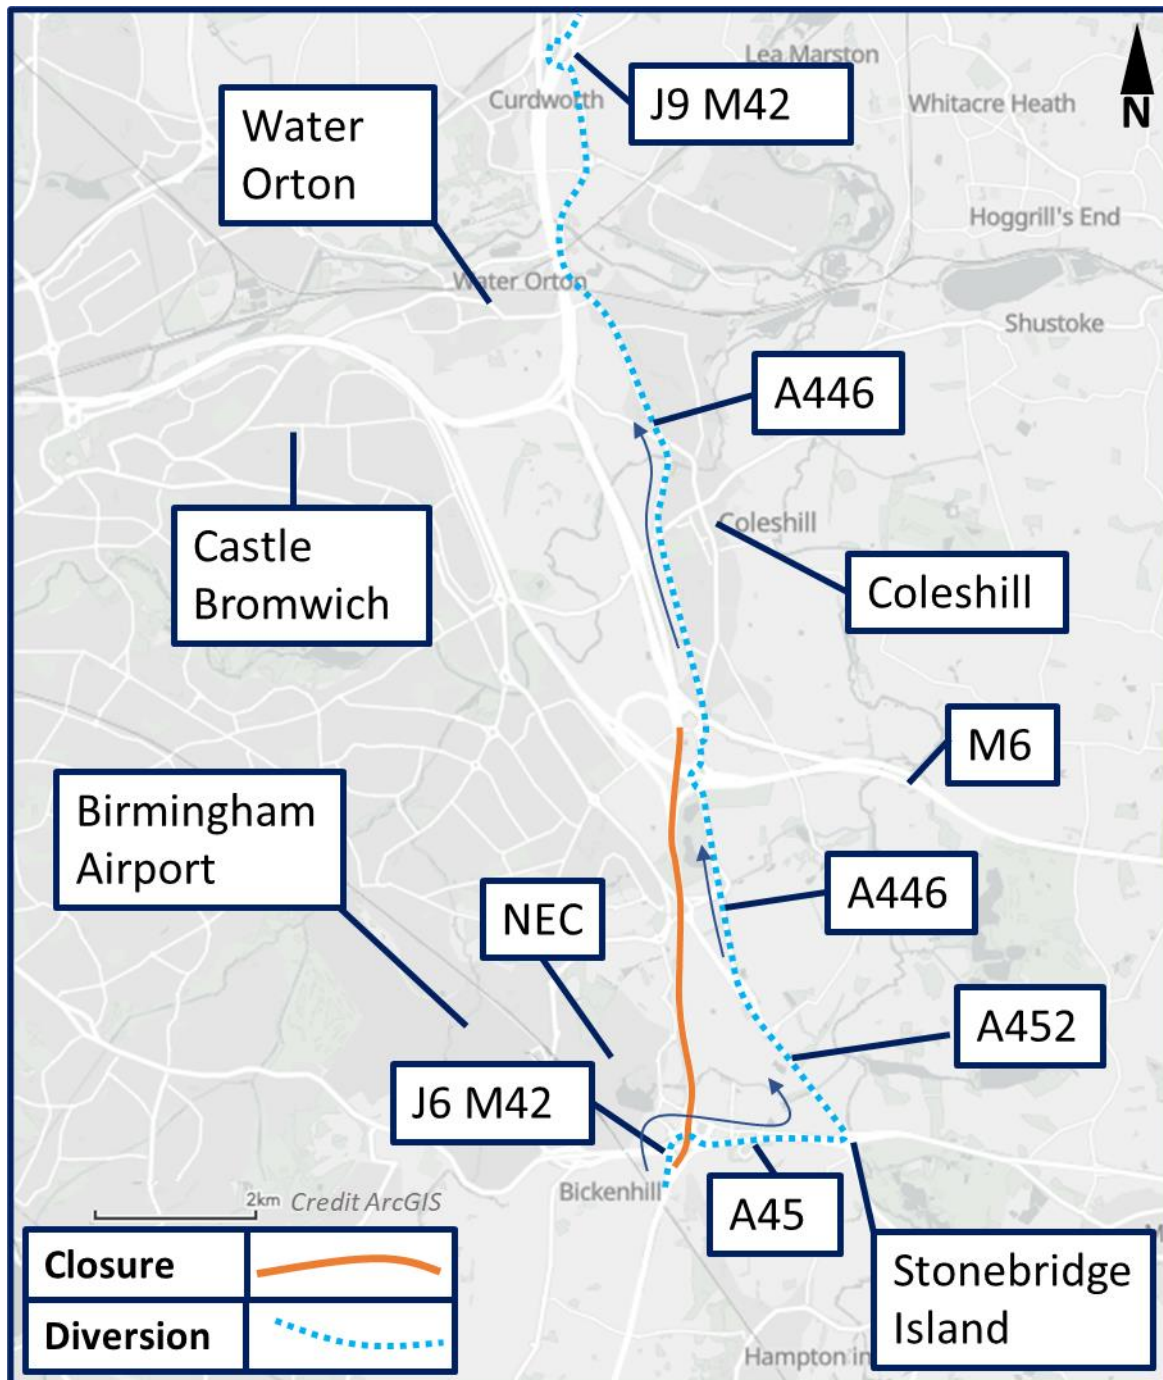 Lea Marston
J9 M42
Curdworth
Whitacre Heath
N
Water
Orton
Hoggrill's End
Water Orton
Shustoke
A446
Castle
Bromwich
Coleshill
Coleshill
M6
Birmingham
Airport
A446
NEC
A452
J6 M42
Bickenhill
A45
2km
Credit ArcGIS
Stonebridge
Island
Closure
Diversion
Hampton in